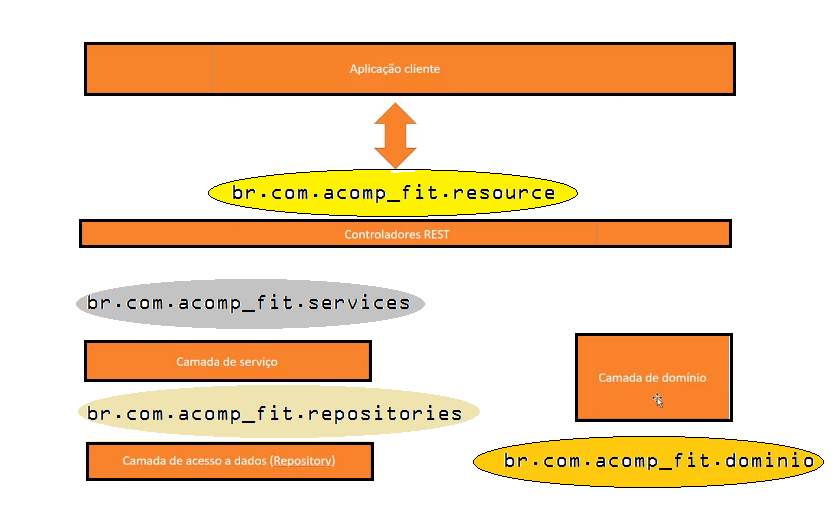 Aplicação cliente
br.com.acomp_fit.resource
Controladores REST
br.com.acomp_fit.services
Camada de serviço
br.com.acomp_fit.repositories
Camada de acesso a dados (Repository)
Camada de domínio
br.com.acomp_fit.dominio